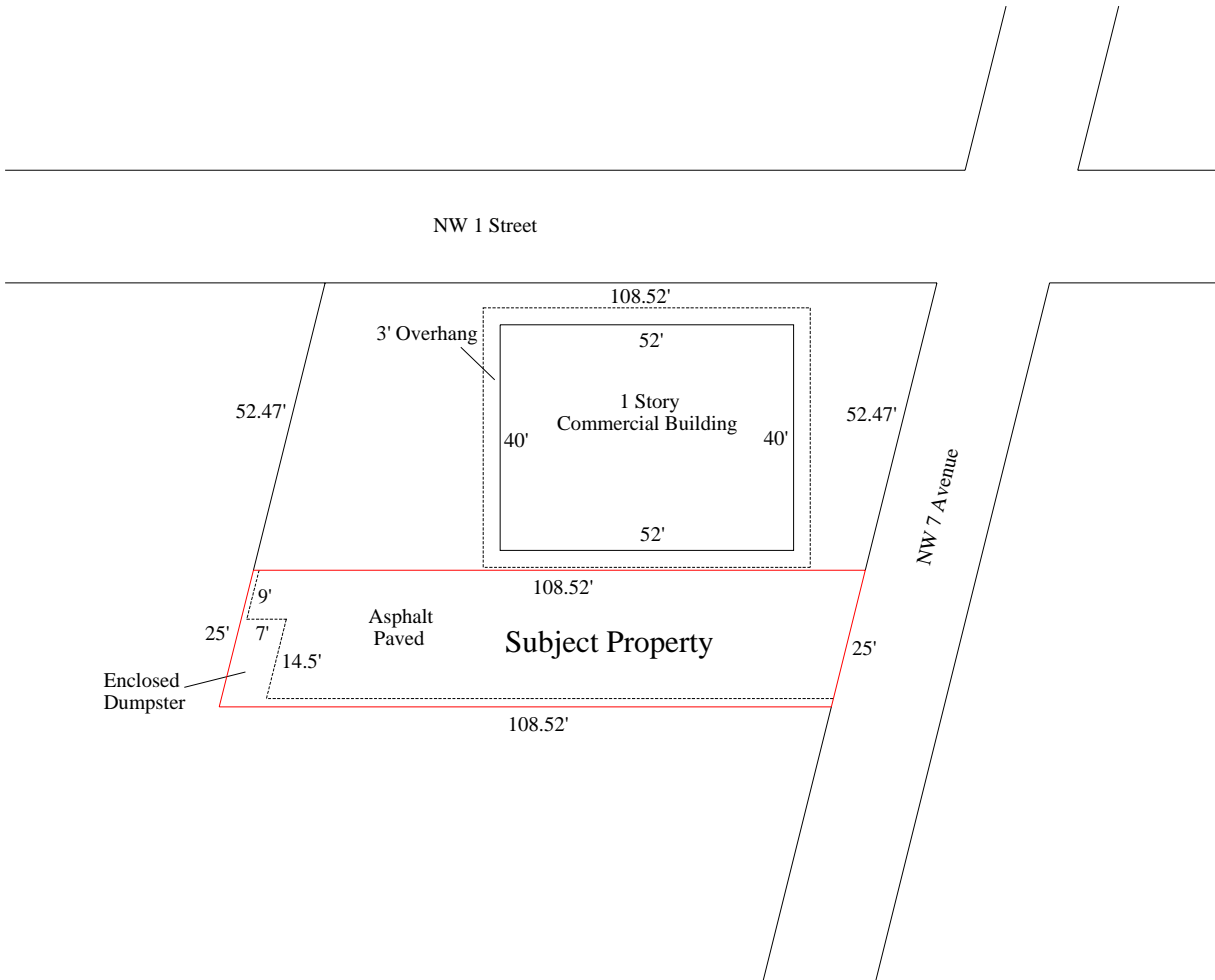 NW 1 Street
108.52'
3' Overhang
52'
1 Story
Commercial Building
52.47'
40'
40'
52.47'
NW 7 Avenue
52'
108.52'
9'
Asphalt
Paved
25'
7'
Subject Property
25'
14.5'
Enclosed
Dumpster
108.52'